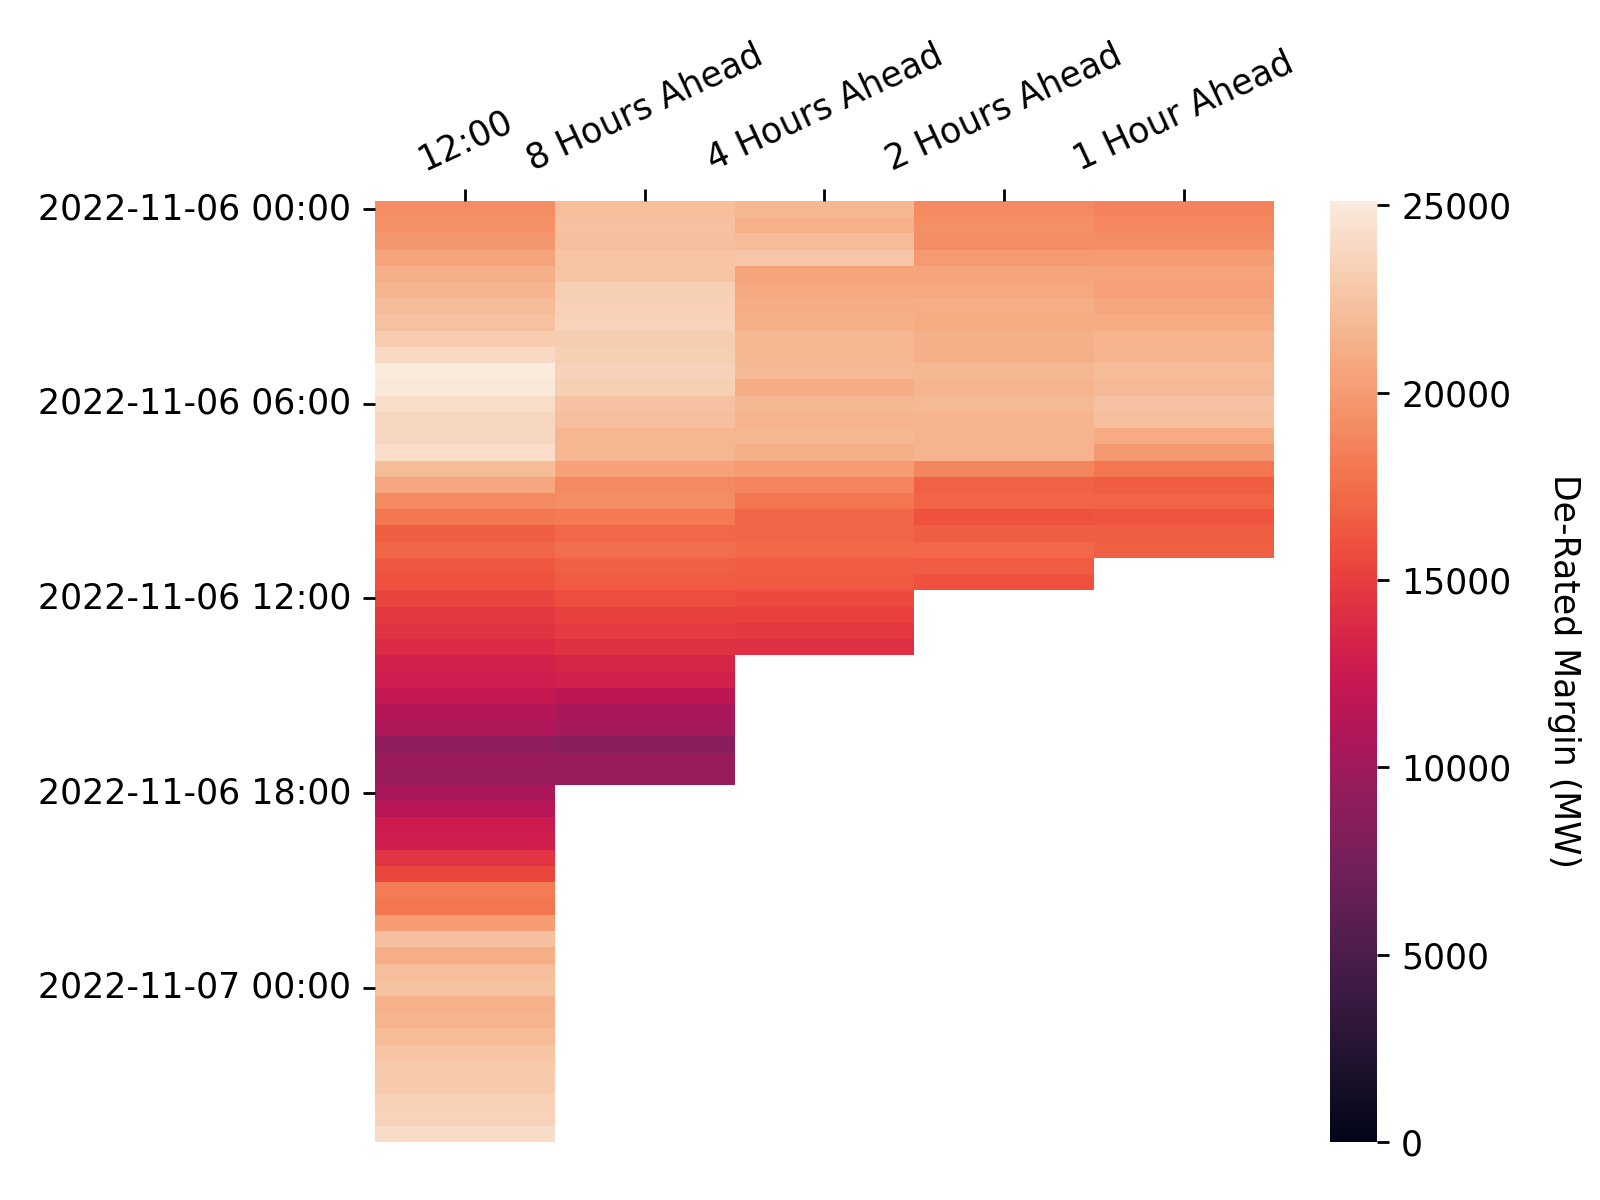 12:00
8 Hours Ahead
4 Hours Ahead
2 Hours Ahead
1 Hour Ahead
2022-11-06 00:00
2022-11-06 06:00
2022-11-06 12:00
2022-11-06 18:00
2022-11-07 00:00
25000
20000
15000
10000
5000
0
De-Rated Margin (MW)